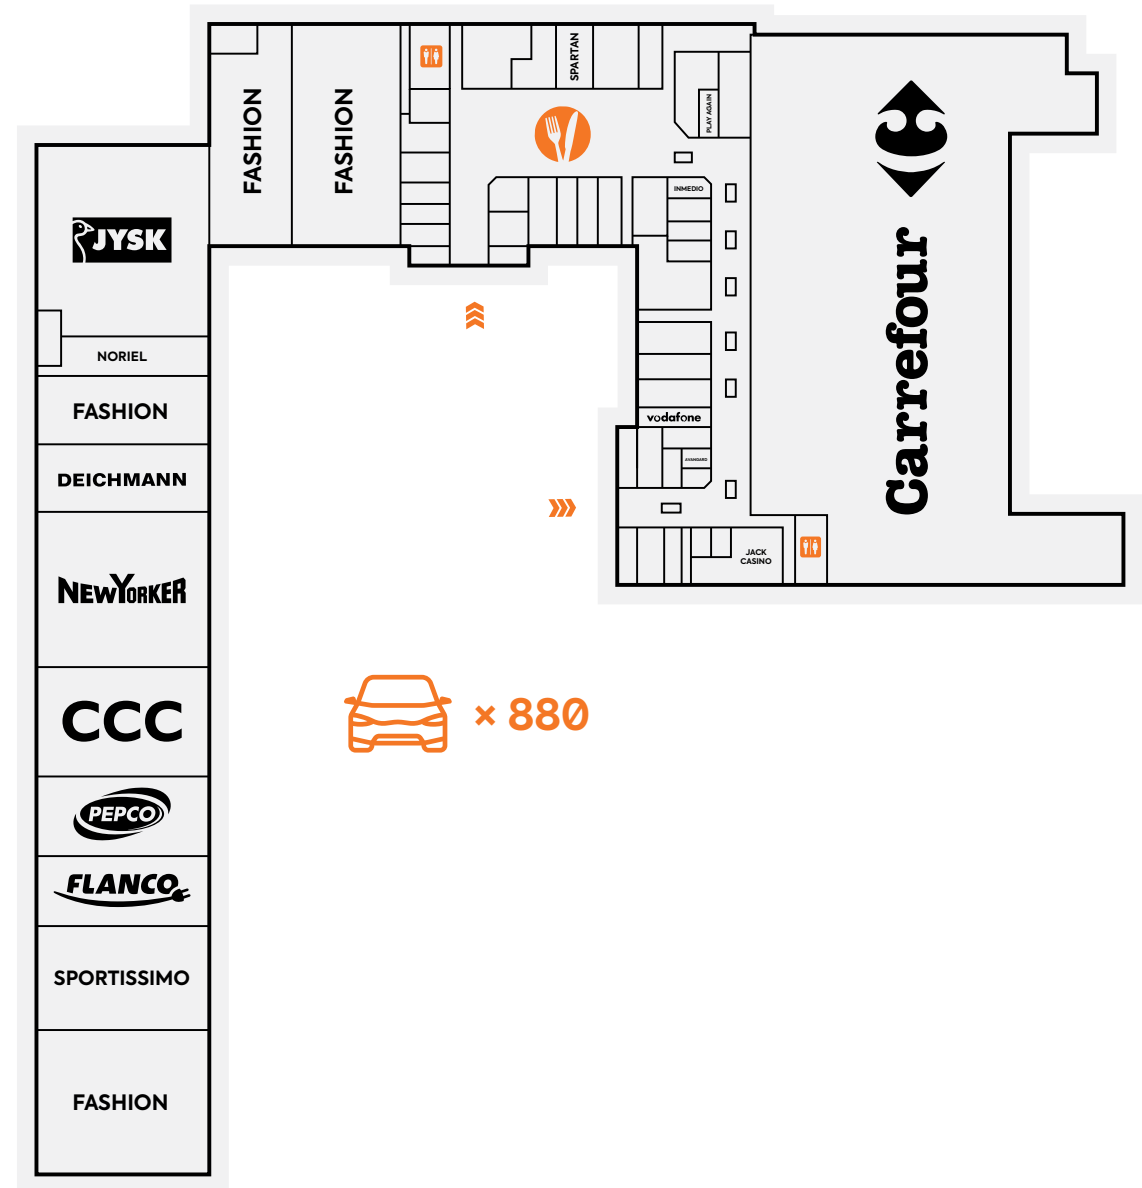 SPARTAN
FASHION
FASHION
PLAY AGAIN
INMEDIO
JYSK
Carrefour
NORIEL
FASHION
vodafone
AVANGARD
DEICHMANN
JACK
CASINO
NEWYORKER
CCC
× 880
PEPCO
FLANCO
SPORTISSIMO
FASHION